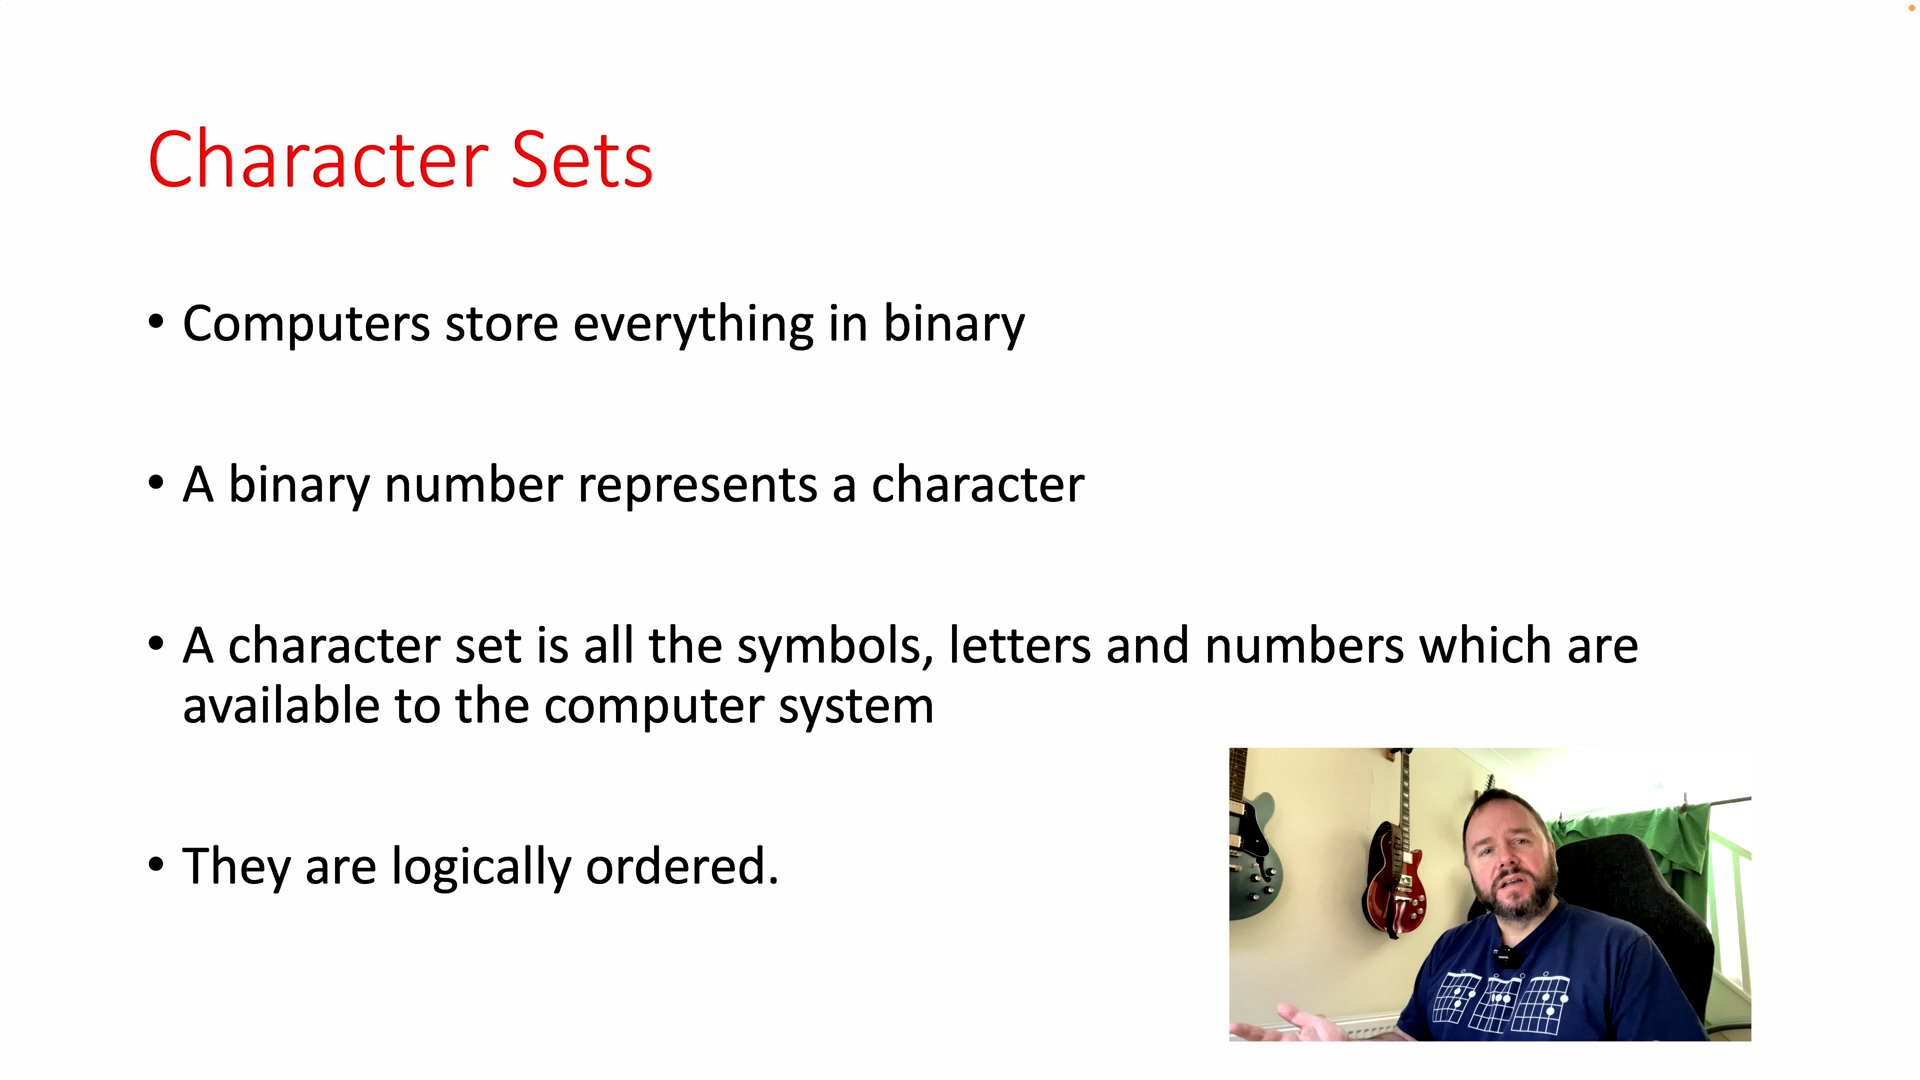 Character Sets
• Computers store everything in binary
• A binary number represents a character
• A character set is all the symbols, letters and numbers which are
available to the computer system
• They are logically ordered.